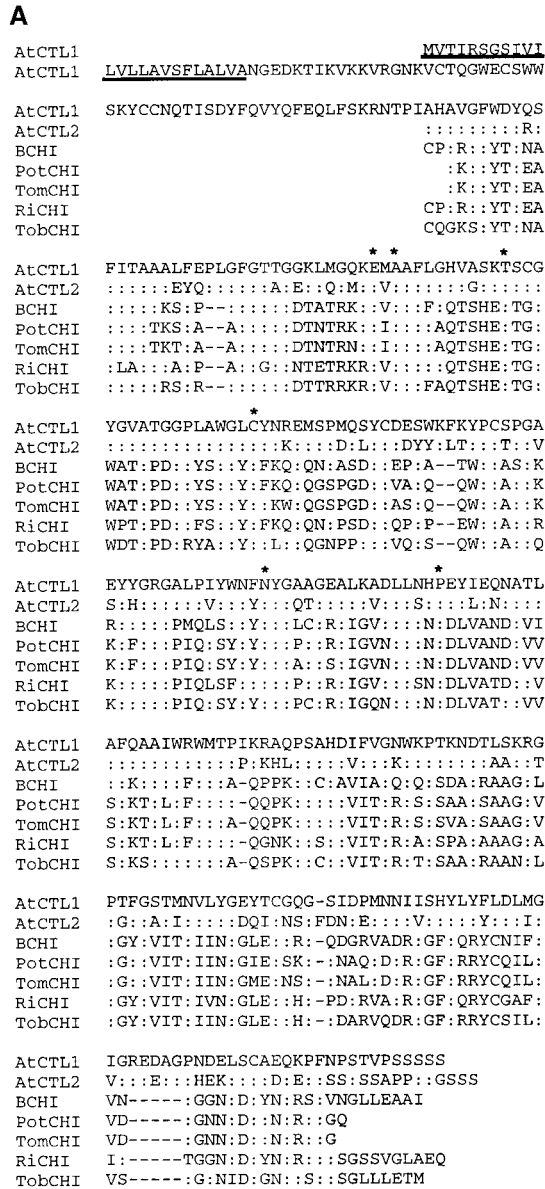 A
AtCTL1 MVTIRSGSIVI
AtCTL1 LVLLAVSFLALVANGEDKTIKVKKVRGNKVCTQGWECSWW
AtCTL1 SKYCCNQTISDYFQVYQFEQLFSKRNTPIAHAVGFWDYQS
AtCTL2 ::::::::R:
BCHI CP:R::YT:NA
PotCHI :K::YT:EA
TomCHI :K::YT:EA
RiCHI CP:R::YT:EA
TobCHI CQGKS:YT:NA
* * *
AtCTL1 FITAAALFEPLGFGTTGGKLMGQKEMAAFLGHVASKTSCG
AtCTL2 ::::::EYQ:::::::A:E::Q:M::V:::::::G::::::
BCHI :::::KS:P--:::::DTATRK::V:::F:QTSHE:TG:
PotCHI ::::TKS:A--A::::DTNTRK::I::::AQTSHE:TG:
TomCHI ::::TKT:A--A::::DTNTRN::I::::AQTSHE:TG:
RiCHI :LA:::A:P--A::G::NTETRKR:V::::AQTSHE:TG:
TobCHI :::::RS:R--:::::DTTRRKR:V:::FAQTSHE:TG:
*
AtCTL1 YGVATGGPLAWGLCYNREMSPMQSYCDESWKFKYPCSPGA
AtCTL2 ::::::::::::::::K::::D:L:::DYY:LT:::T::V
BCHI WAT:PD::YS::Y:FKQ:QN:ASD::EP:A--TW::AS:K
PotCHI WAT:PD::YS::Y:FKQ:QGSPGD::VA:Q--QW::A::K
TomCHI WAT:PD::YS::Y::KW:QGSPGD::AS:Q--QW::A::K
RiCHI WPT:PD::FS::Y:FKQ:QN:PSD::QP:P--EW::A::R
TobCHI WDT:PD:RYA::Y::L::QGNPP:::V:S--QW::A::Q
* *
AtCTL1 EYYGRGALPIYWNFNYGAAGEALKADLLNHPEYIEQNATL
AtCTL2 S:H::::::V:::Y:::QT:::::V:::S::::L:N::::
BCHI R:::::PMQLS::Y:::LC:R:IGV:::N:DLVAND:VI
PotCHI K:F:::PIQ:SY:Y:::P::R:IGVN:::N:DLVAND:VV
TomCHI K:F:::PIQ:SY:Y:::A::S:IGVN:::N:DLVAND:VV
RiCHI K:::::PIQLSF:::::P::R:IGV:::SN:DLVATD::V
TobCHI K:::::PIQ:SY:Y:::PC:R:IGQN:::N:DLVAT::VV
AtCTL1 AFQAAIWRWMTPIKRAQPSAHDIFVGNWKPTKNDTLSKRG
AtCTL2 ::::::::::::P:KHL:::::V:::K::::::AA:::T
BCHI ::K::::F:::A-QPPK::C:AVIA:Q:Q:SDA:RAAG:L
PotCHI S:KT:L:F:::A-QQPK:::::VIT:R:S:SAA:SAAG:V
TomCHI S:KT:L:F:::A-QQPK:::::VIT:R:S:SVA:SAAG:V
RiCHI S:KT:L:F::::-QGNK::S::VIT:R:A:SPA:AAAG:A
TobCHI S:KS:::::::A-QSPK::C::VIT:R:T:SAA:RAAN:L
AtCTL1 PTFGSTMNVLYGEYTCGQG-SIDPMNNIISHYLYFLDLMG
AtCTL2 :G::A:I:::::DQI:NS:FDN:E::::V:::::Y:::I:
BCHI :GY:VIT:IIN:GLE::R:-QDGRVADR:GF:QRYCNIF:
PotCHI :G::VIT:IIN:GIE:SK:-:NAQ:D:R:GF:RRYCQIL:
TomCHI :G::VIT:IIN:GME:NS:-:NAL:D:R:GF:RRYCQIL:
RiCHI :GY:VIT:IVN:GLE::H:-PD:RVA:R:GF:QRYCGAF:
TobCHI :GY:VIT:IIN:GLE::H:-:DARVQDR:GF:RRYCSIL:
AtCTL1 IGREDAGPNDELSCAEQKPFNPSTVPSSSSS
AtCTL2 V:::E:::HEK::::D:E::SS:SSAPP::GSSS
BCHI VN-----:GGN:D:YN:RS:VNGLLEAAI
PotCHI VD-----:GNN:D::N:R::GQ
TomCHI VD-----:GNN:D::N:R::G
RiCHI I:-----TGGN:D:YN:R::SGSSVGLAEQ
TobCHI VS-----:G:NID:GN::S::SGLLLETM